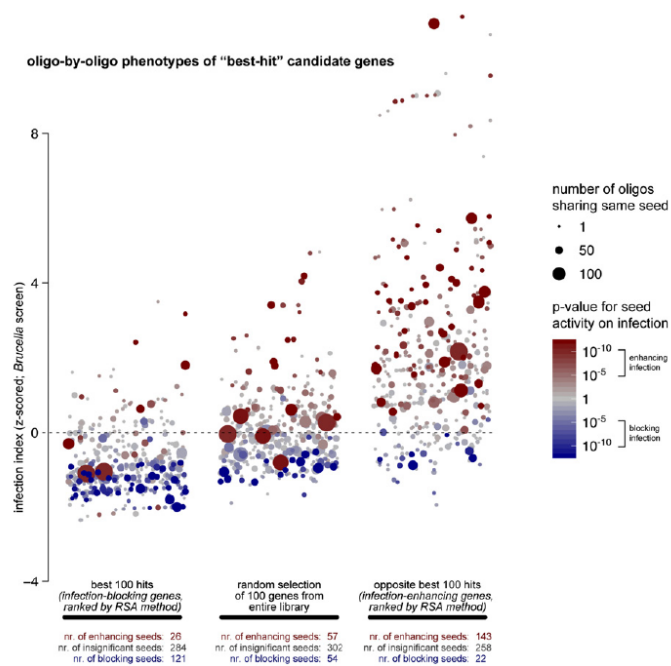 oligo-by-oligo phenotypes of "best-hit" candidate genes
infection index (z-scored; Brucella screen)
8
4
0
−4
number of oligos
sharing same seed
1
50
100
p-value for seed
activity on infection
10^-10
10^-5
1
10^-5
10^-10
enhancing
infection
blocking
infection
best 100 hits
(infection-blocking genes,
ranked by RSA method)
nr. of enhancing seeds: 26
nr. of insignificant seeds: 284
nr. of blocking seeds: 121
random selection
of 100 genes from
entire library
nr. of enhancing seeds: 57
nr. of insignificant seeds: 302
nr. of blocking seeds: 54
opposite best 100 hits
(infection-enhancing genes,
ranked by RSA method)
nr. of enhancing seeds: 143
nr. of insignificant seeds: 258
nr. of blocking seeds: 22